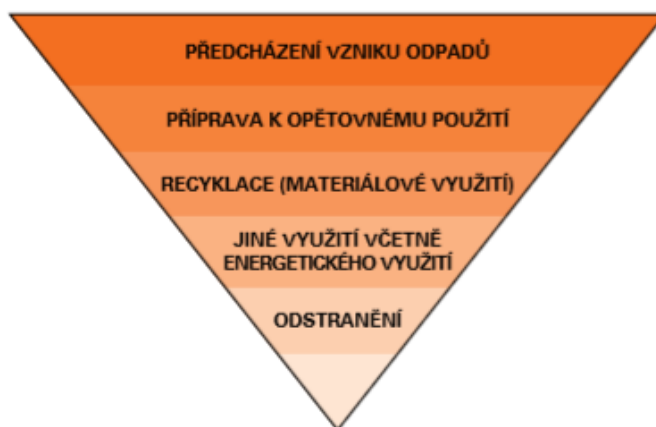 PŘEDCHÁZENÍ VZNIKU ODPADŮ
PŘÍPRAVA K OPĚTOVNÉMU POUŽITÍ
RECYKLACE (MATERIÁLOVÉ VYUŽITÍ)
JINÉ VYUŽITÍ VČETNĚ
ENERGETICKÉHO VYUŽITÍ
ODSTRANĚNÍ